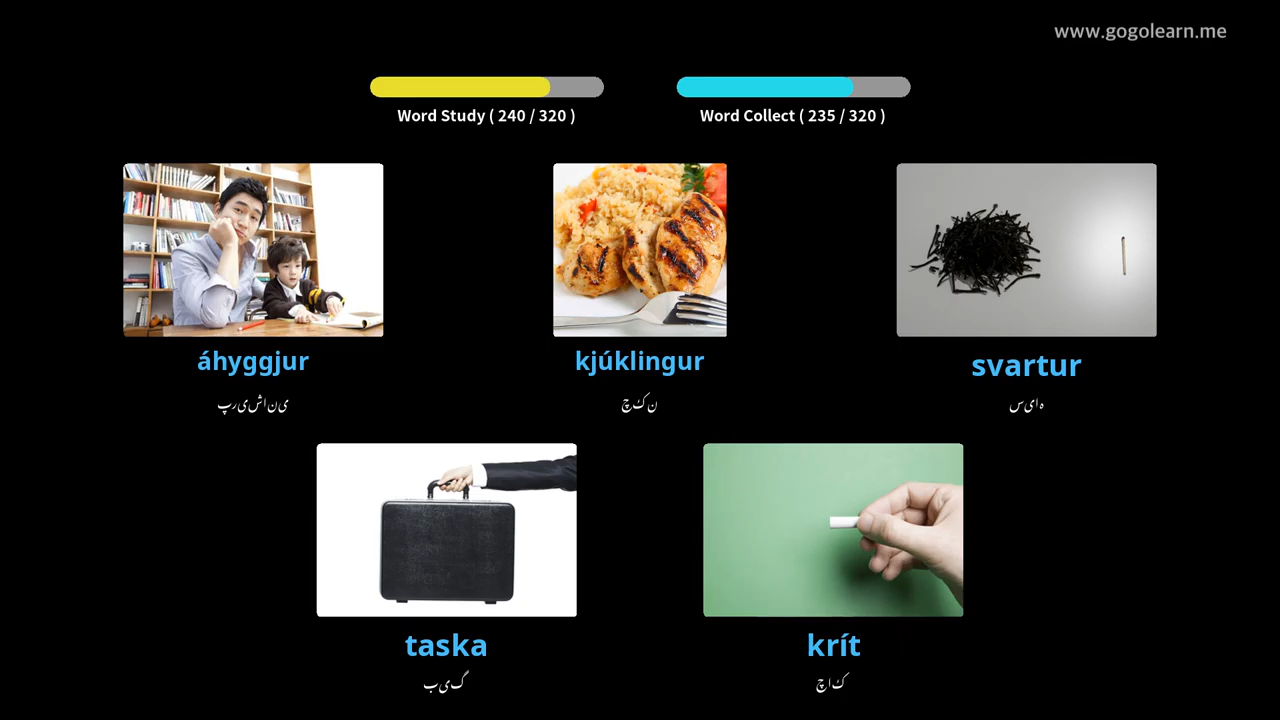 www.gogolearn.me
Word Study ( 240 / 320 )
Word Collect ( 235 / 320 )
áhyggjur
پریشانی
kjúklingur
چکن
svartur
سیاہ
taska
بیگ
krít
چاک